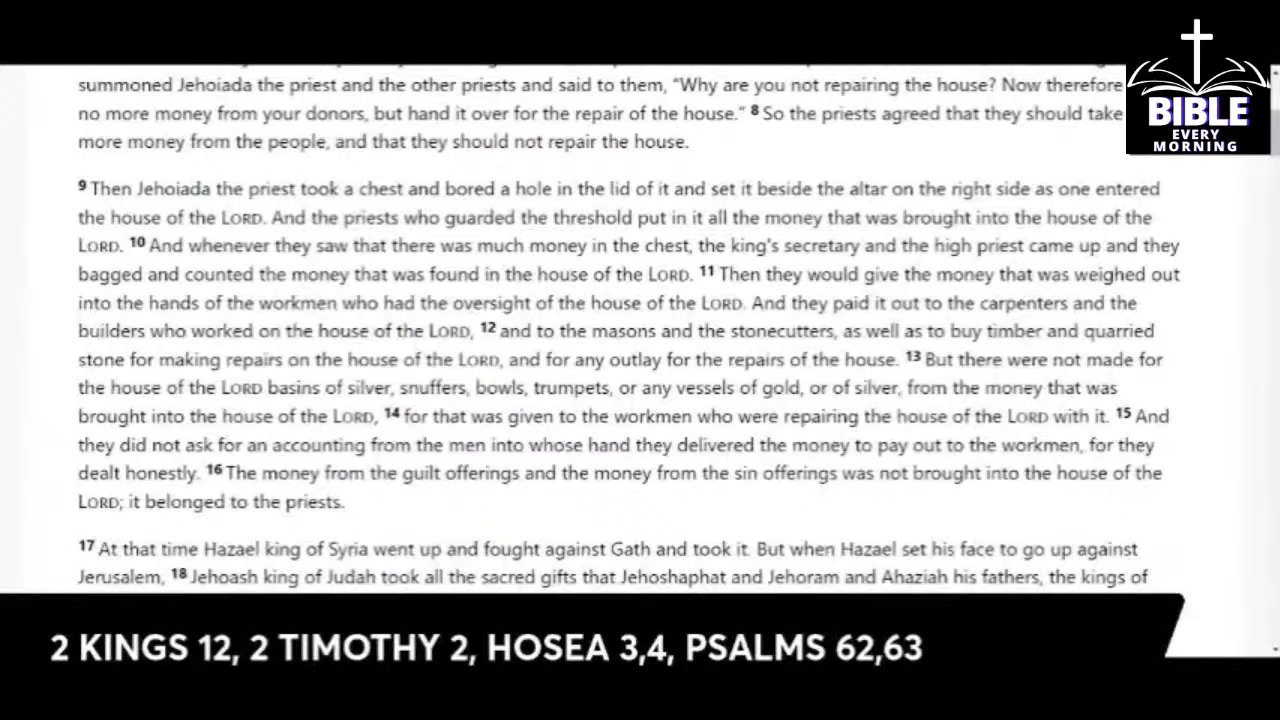 summoned Jehoiada the priest and the other priests and said to them, “Why are you not repairing the house? Now therefore
no more money from your donors, but hand it over for the repair of the house.” 8 So the priests agreed that they should take
more money from the people, and that they should not repair the house.
9 Then Jehoiada the priest took a chest and bored a hole in the lid of it and set it beside the altar on the right side as one entered
the house of the LORD. And the priests who guarded the threshold put in it all the money that was brought into the house of the
LORD. 10 And whenever they saw that there was much money in the chest, the king's secretary and the high priest came up and they
bagged and counted the money that was found in the house of the LORD. 11 Then they would give the money that was weighed out
into the hands of the workmen who had the oversight of the house of the LORD. And they paid it out to the carpenters and the
builders who worked on the house of the LORD, 12 and to the masons and the stonecutters, as well as to buy timber and quarried
stone for making repairs on the house of the LORD, and for any outlay for the repairs of the house. 13 But there were not made for
the house of the LORD basins of silver, snuffers, bowls, trumpets, or any vessels of gold, or of silver, from the money that was
brought into the house of the LORD, 14 for that was given to the workmen who were repairing the house of the LORD with it. 15 And
they did not ask for an accounting from the men into whose hand they delivered the money to pay out to the workmen, for they
dealt honestly. 16 The money from the guilt offerings and the money from the sin offerings was not brought into the house of the
LORD; it belonged to the priests.
17 At that time Hazael king of Syria went up and fought against Gath and took it. But when Hazael set his face to go up against
Jerusalem, 18 Jehoash king of Judah took all the sacred gifts that Jehoshaphat and Jehoram and Ahaziah his fathers, the kings of
BIBLE
EVERY
MORNING
2 KINGS 12, 2 TIMOTHY 2, HOSEA 3,4, PSALMS 62,63